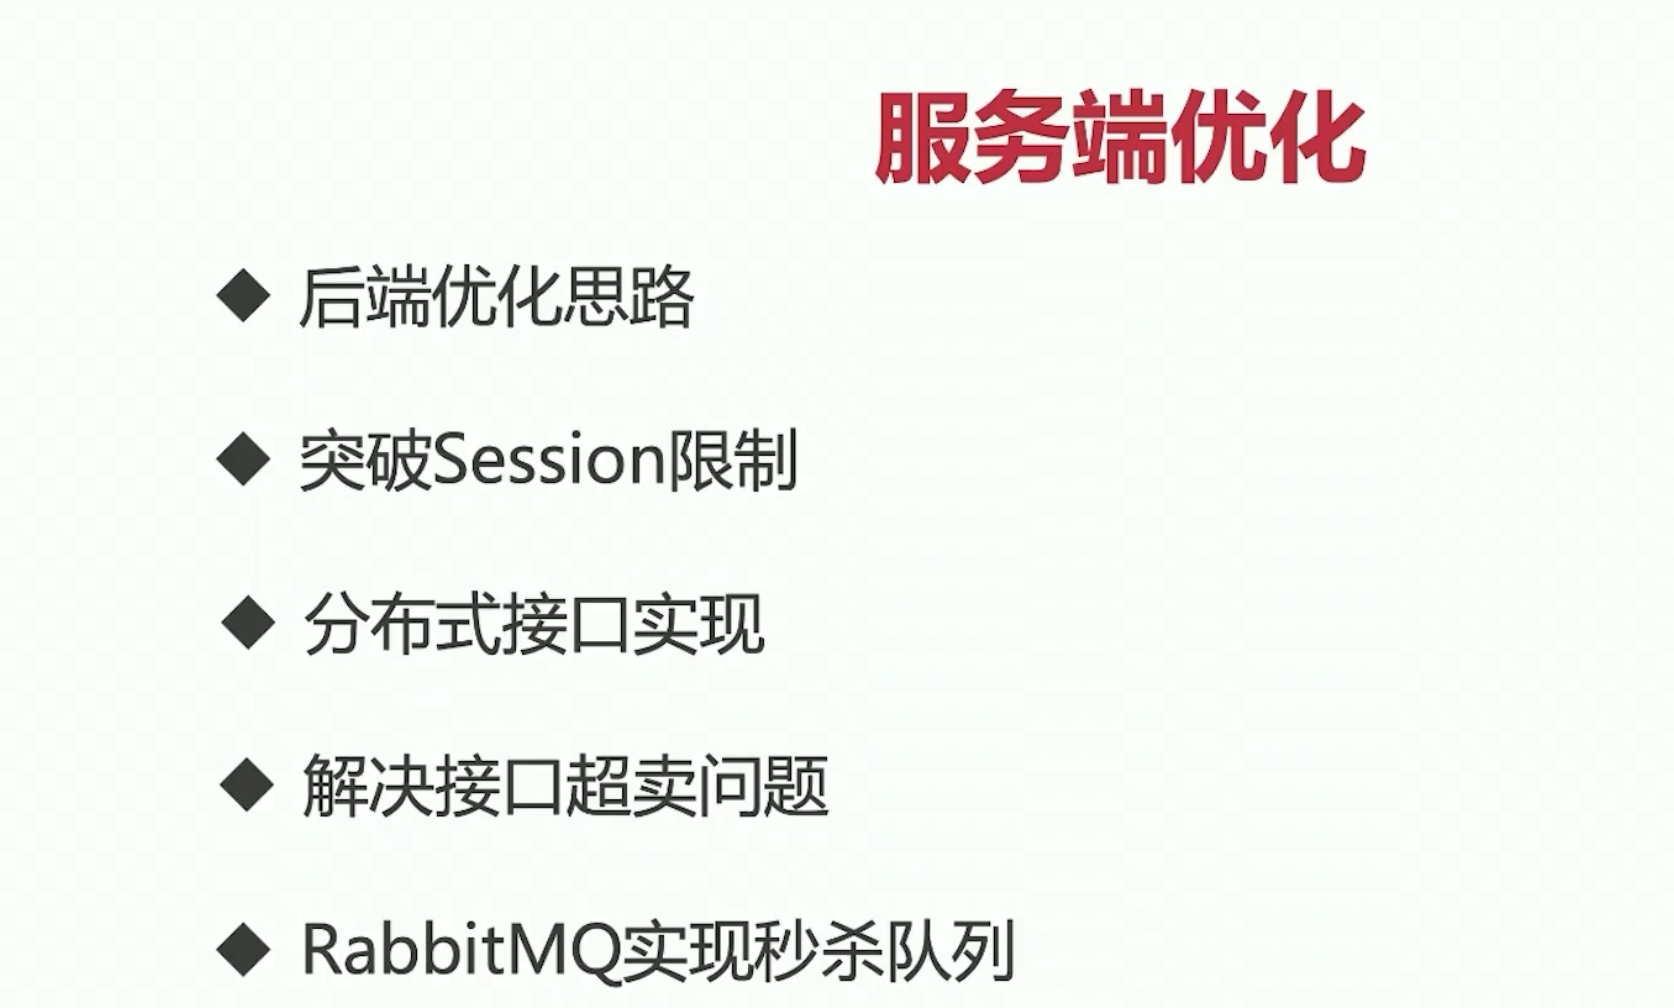 服务端优化
◆ 后端优化思路
◆ 突破Session限制
◆ 分布式接口实现
◆ 解决接口超卖问题
◆ RabbitMQ实现秒杀队列